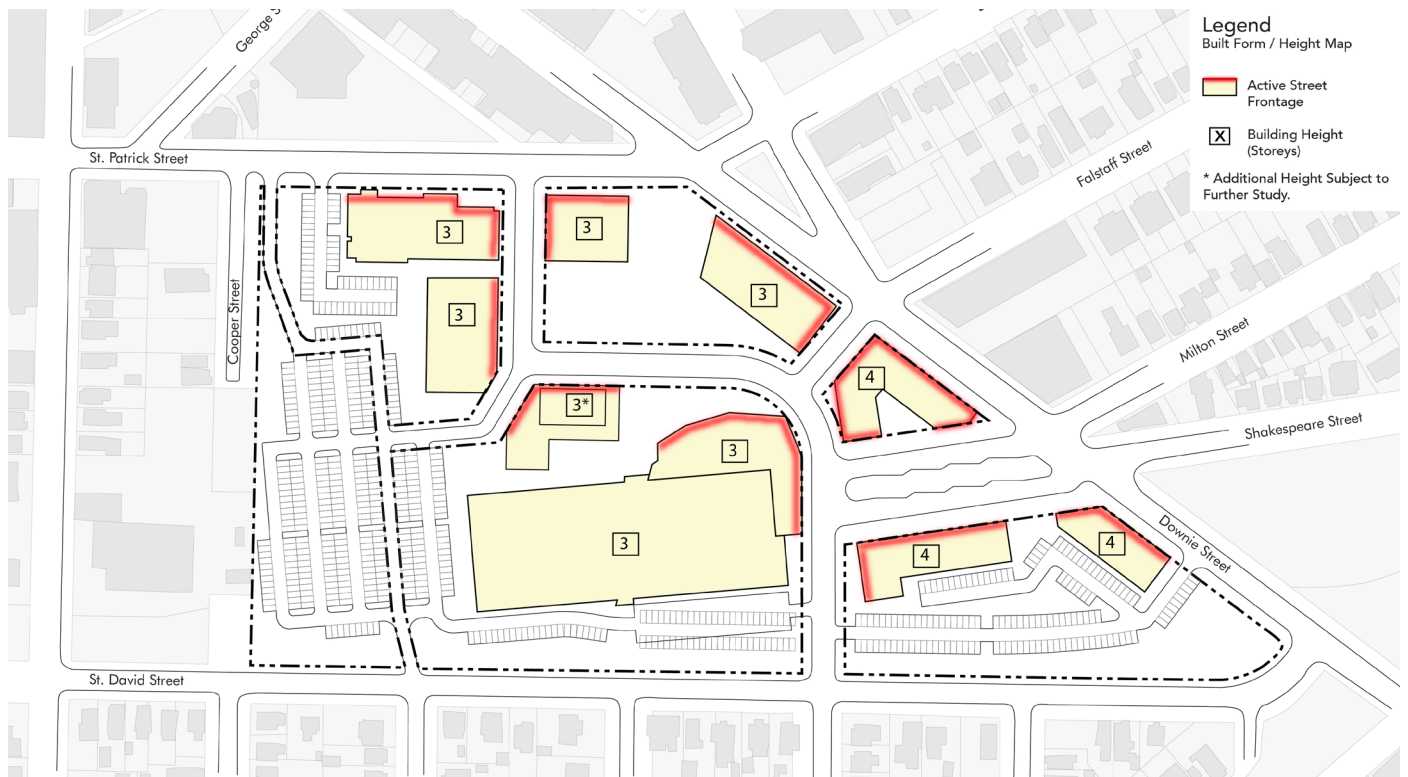 George S
Legend
Built Form / Height Map
Active Street
Frontage
X
Building Height
(Storeys)
* Additional Height Subject to
Further Study.
St. Patrick Street
Falstaff Street
3
3
3
3
Cooper Street
Milton Street
4
3*
Shakespeare Street
3
3
4
4
Downie Street
St. David Street